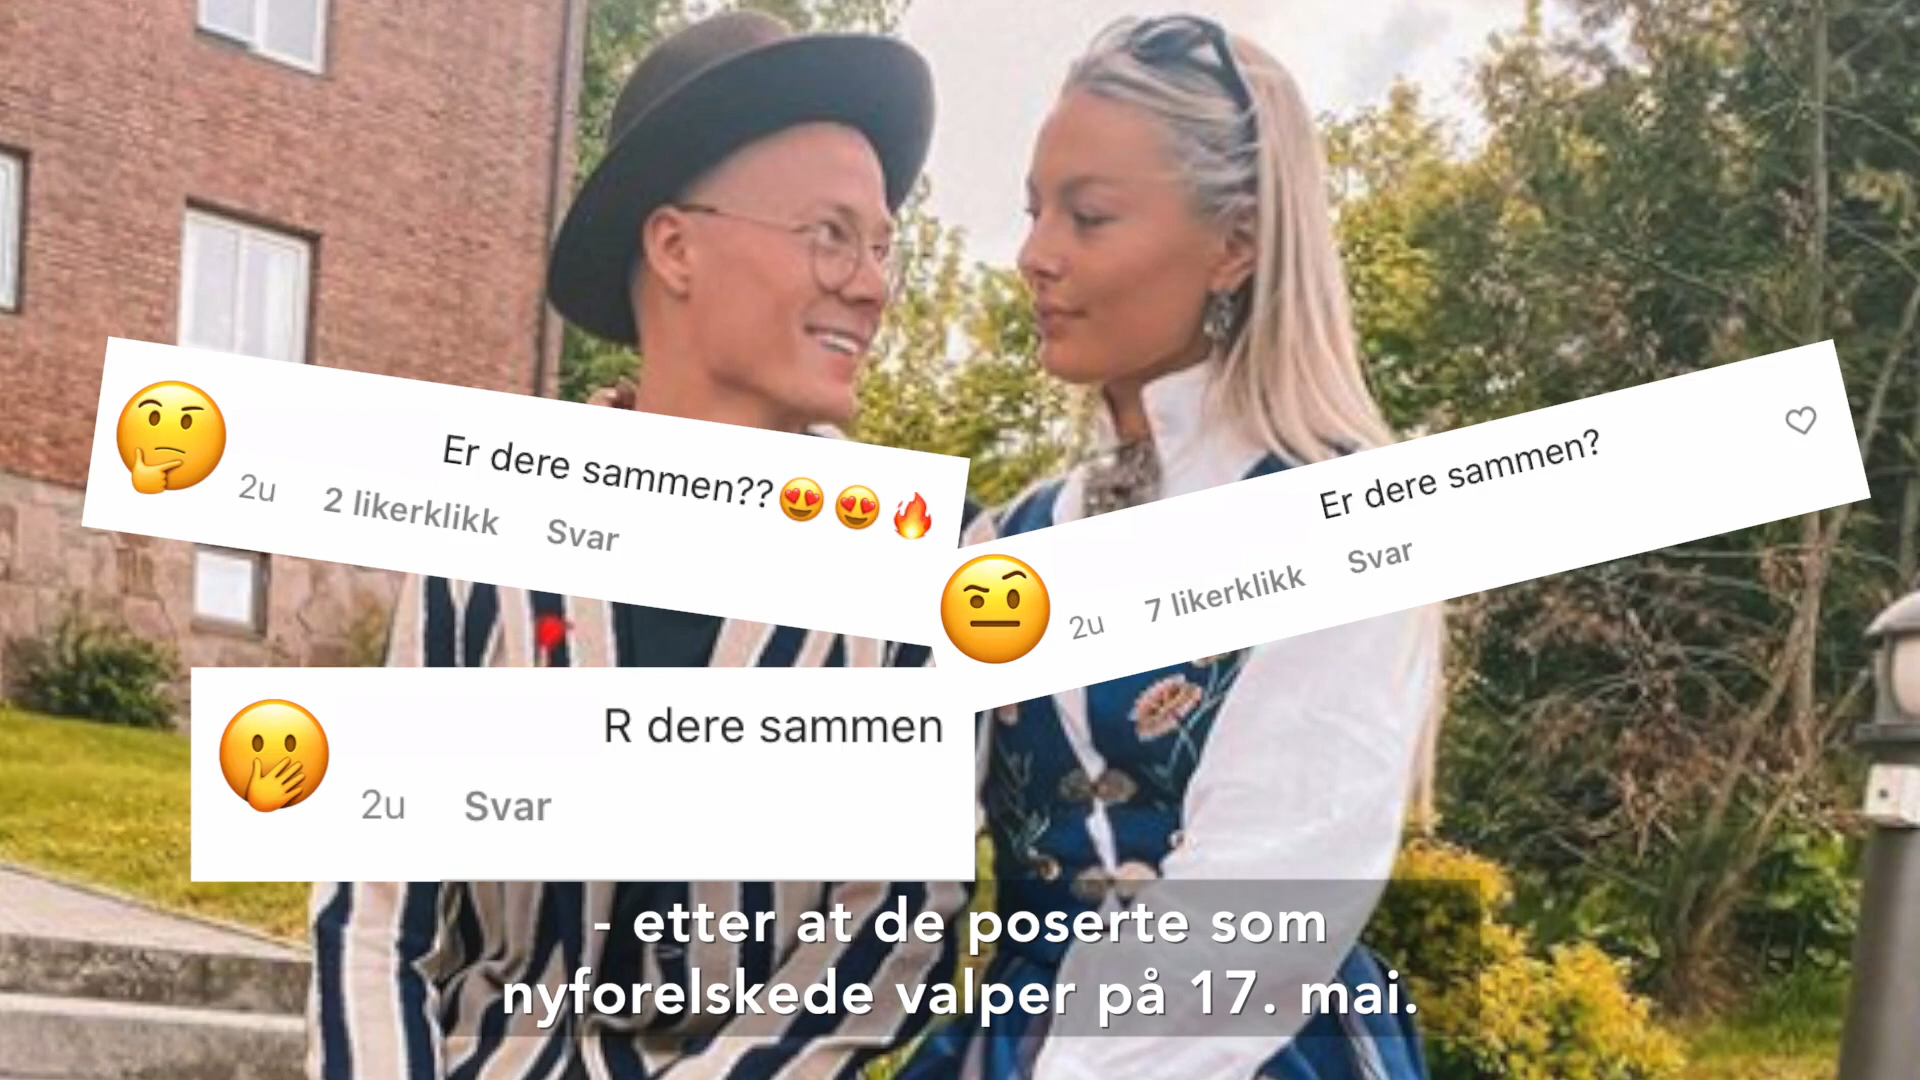 Er dere sammen??😍😍🔥
2u 2 likerklikk Svar
Er dere sammen?
2u 7 likerklikk Svar
R dere sammen
2u Svar
- etter at de poserte som
nyforelskede valper på 17. mai.